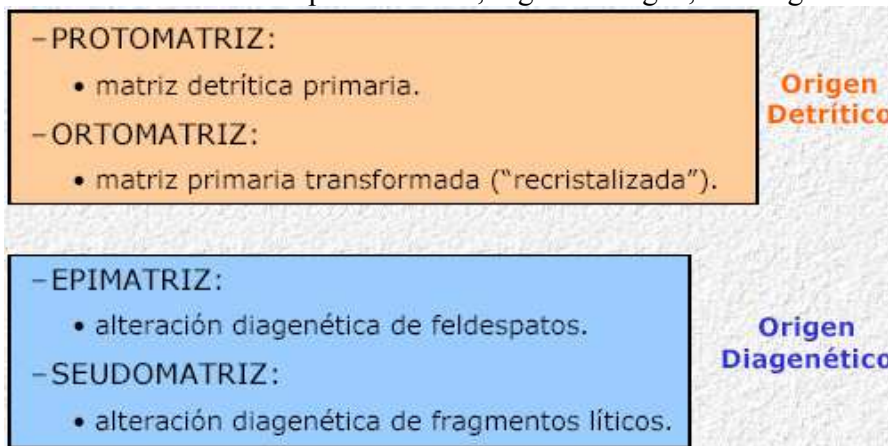 –PROTOMATRIZ:
• matriz detrítica primaria.
–ORTOMATRIZ:
• matriz primaria transformada (“recristalizada”).
Origen
Detrítico
–EPIMATRIZ:
• alteración diagenética de feldespatos.
–SEUDOMATRIZ:
• alteración diagenética de fragmentos líticos.
Origen
Diagenético